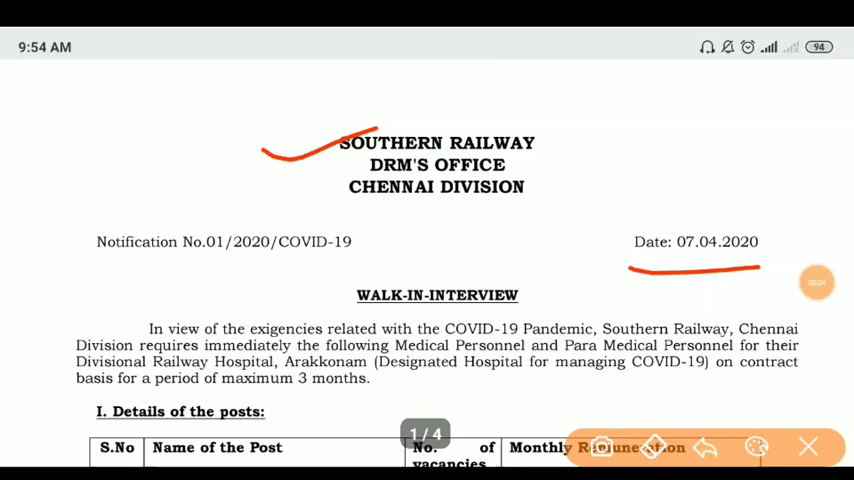 9:54 AM
94
SOUTHERN RAILWAY
DRM'S OFFICE
CHENNAI DIVISION
Notification No.01/2020/COVID-19 Date: 07.04.2020
00:04
WALK-IN-INTERVIEW
In view of the exigencies related with the COVID-19 Pandemic, Southern Railway, Chennai
Division requires immediately the following Medical Personnel and Para Medical Personnel for their
Divisional Railway Hospital, Arakkonam (Designated Hospital for managing COVID-19) on contract
basis for a period of maximum 3 months.
I. Details of the posts:
1 / 4
S.No Name of the Post No. of Monthly Remuneration
vacancies